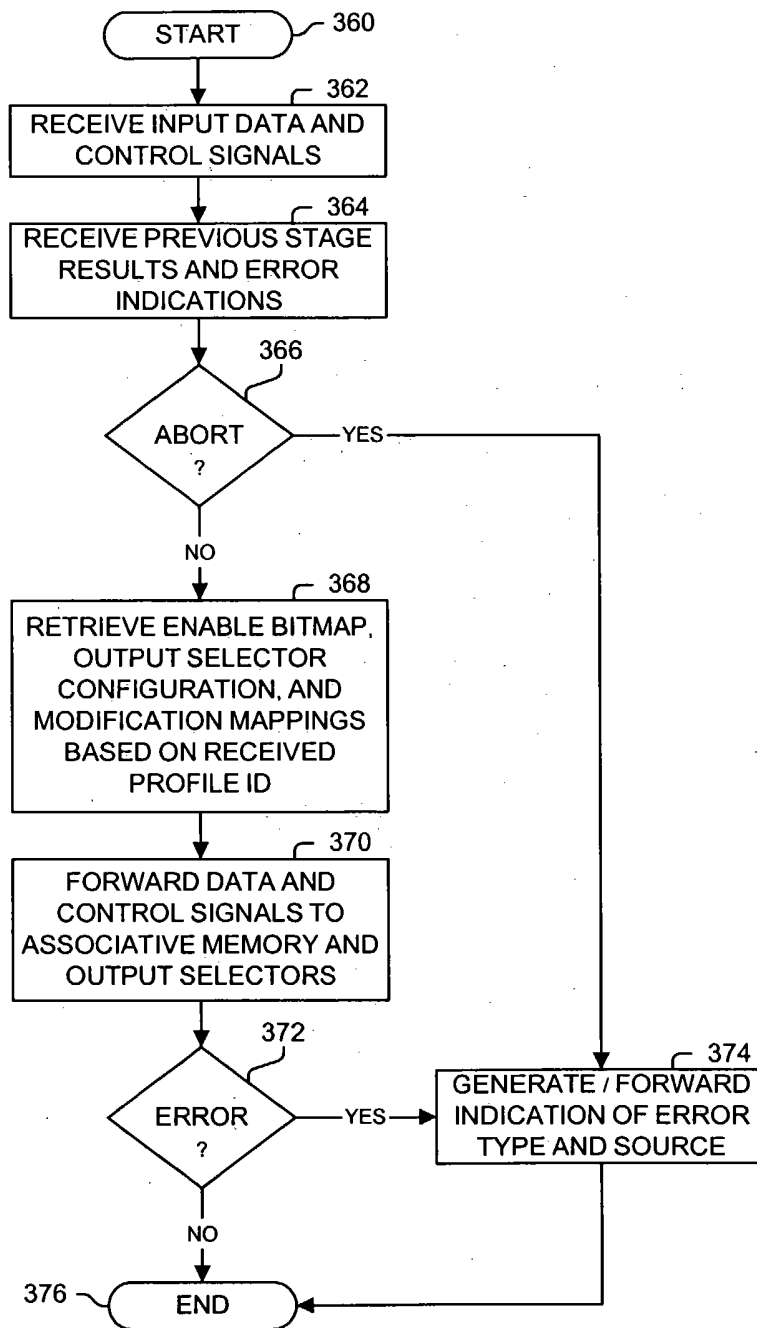 START
360
362
RECEIVE INPUT DATA AND
CONTROL SIGNALS
364
RECEIVE PREVIOUS STAGE
RESULTS AND ERROR
INDICATIONS
366
ABORT
?
YES
NO
368
RETRIEVE ENABLE BITMAP,
OUTPUT SELECTOR
CONFIGURATION, AND
MODIFICATION MAPPINGS
BASED ON RECEIVED
PROFILE ID
370
FORWARD DATA AND
CONTROL SIGNALS TO
ASSOCIATIVE MEMORY AND
OUTPUT SELECTORS
372
ERROR
?
YES
374
GENERATE / FORWARD
INDICATION OF ERROR
TYPE AND SOURCE
NO
376
END